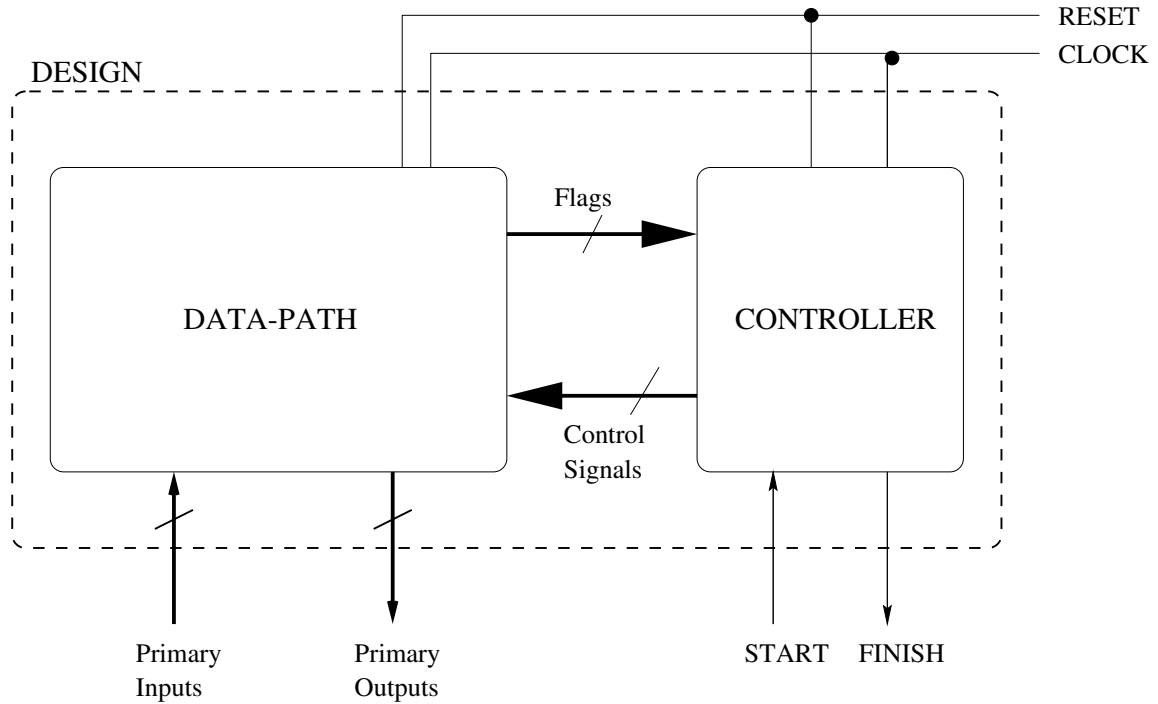 RESET
CLOCK
DESIGN
Flags
DATA-PATH
CONTROLLER
Control
Signals
Primary
Inputs
Primary
Outputs
START
FINISH